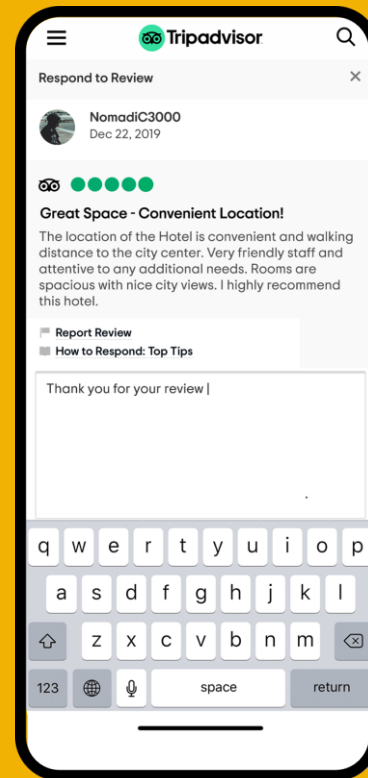 Tripadvisor
Respond to Review
NomadiC3000
Dec 22, 2019
Great Space - Convenient Location!
The location of the Hotel is convenient and walking
distance to the city center. Very friendly staff and
attentive to any additional needs. Rooms are
spacious with nice city views. I highly recommend
this hotel.
Report Review
How to Respond: Top Tips
Thank you for your review |
q w e r t y u i o p
a s d f g h j k l
z x c v b n m
123 space return